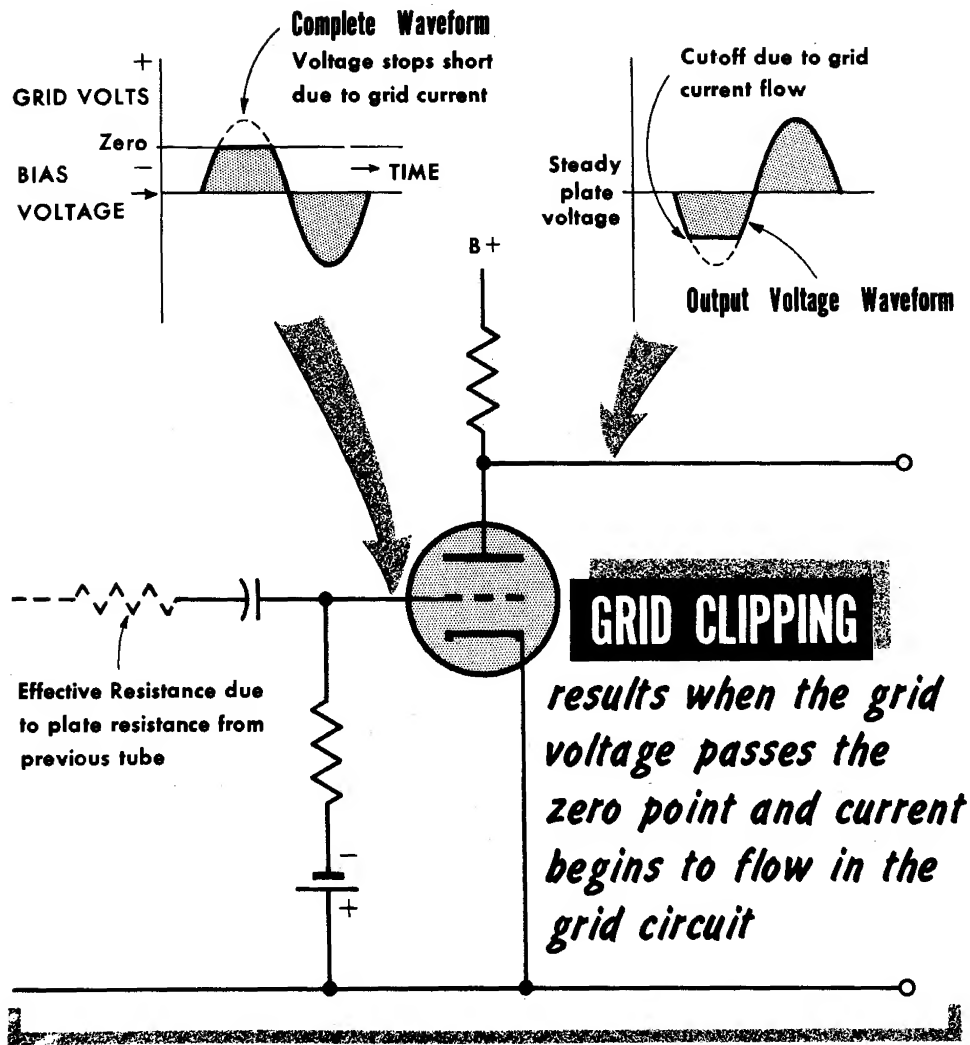 Complete Waveform
Voltage stops short
due to grid current
+
GRID VOLTS
Zero
−
BIAS
VOLTAGE
TIME
Cutoff due to grid
current flow
Steady
plate
voltage
Output Voltage Waveform
B+
Effective Resistance due
to plate resistance from
previous tube
−
+
GRID CLIPPING
results when the grid
voltage passes the
zero point and current
begins to flow in the
grid circuit